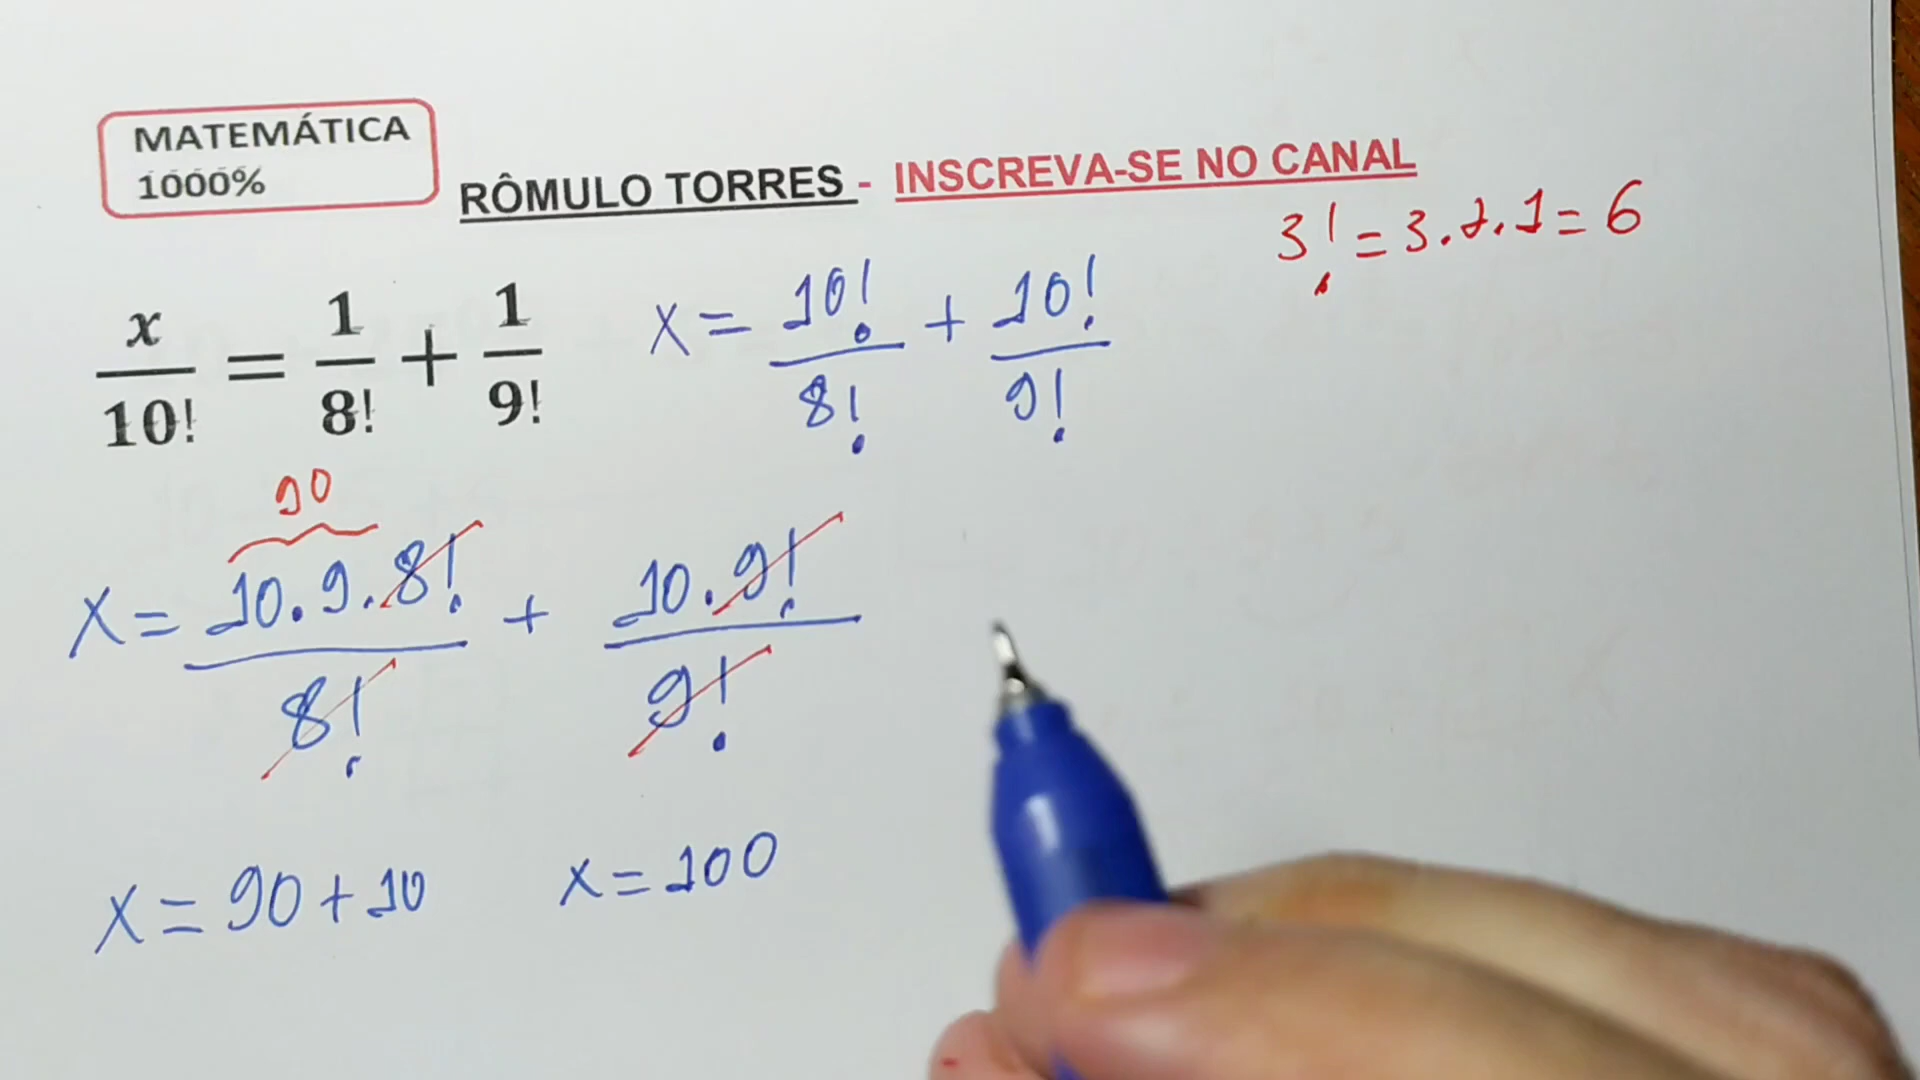 MATEMÁTICA
1000%
RÔMULO TORRES - INSCREVA-SE NO CANAL
3! = 3.2.1 = 6
x/10! = 1/8! + 1/9!
x = 10!/8! + 10!/9!
90
x = 10.9.8!/8! + 10.9!/9!
x = 90 + 10
x = 100